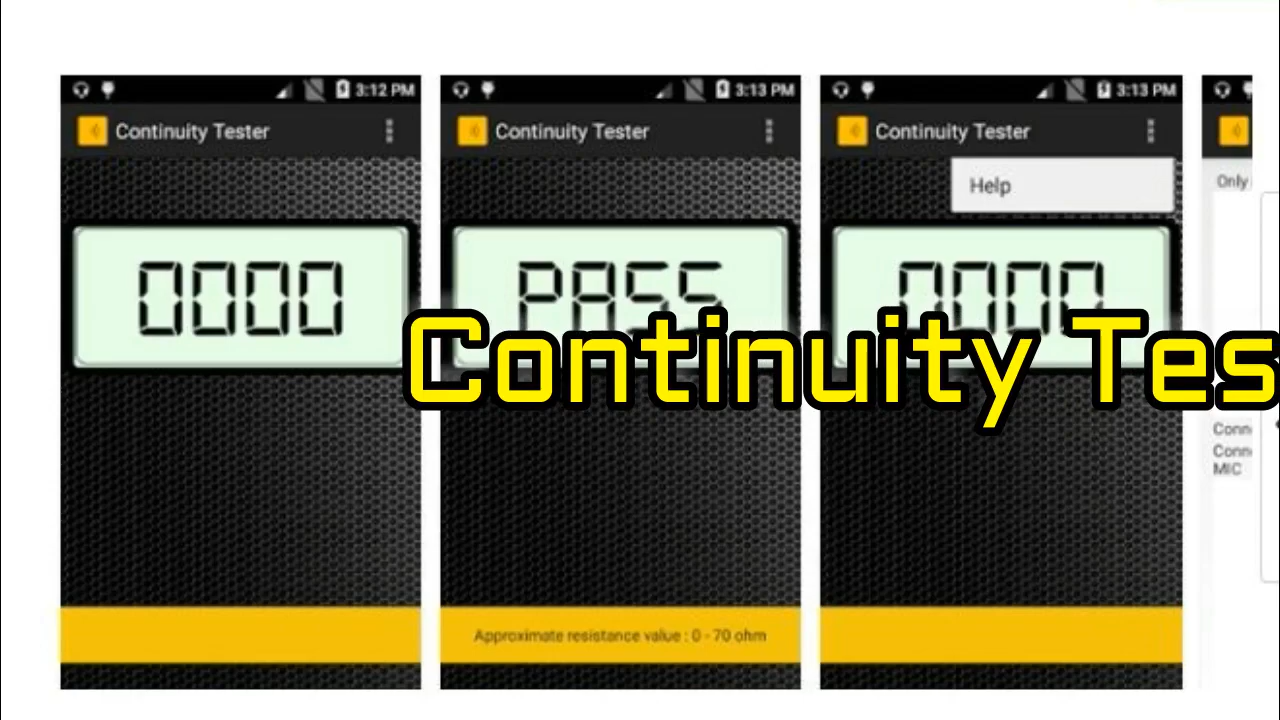 3:12 PM
Continuity Tester
0000
3:13 PM
Continuity Tester
PASS
Approximate resistance value : 0 - 70 ohm
3:13 PM
Continuity Tester
Help
0000
Only
Conn
Conn
MIC
Continuity Tes